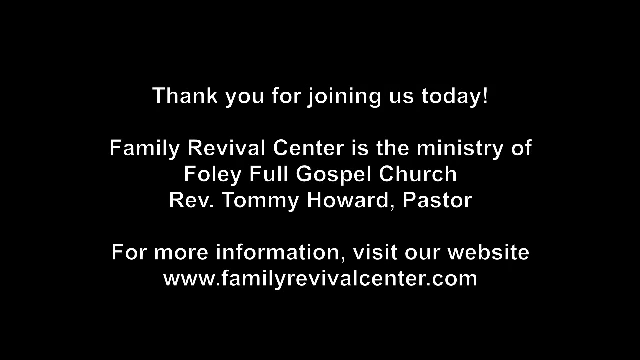 Thank you for joining us today!
Family Revival Center is the ministry of
Foley Full Gospel Church
Rev. Tommy Howard, Pastor
For more information, visit our website
www.familyrevivalcenter.com